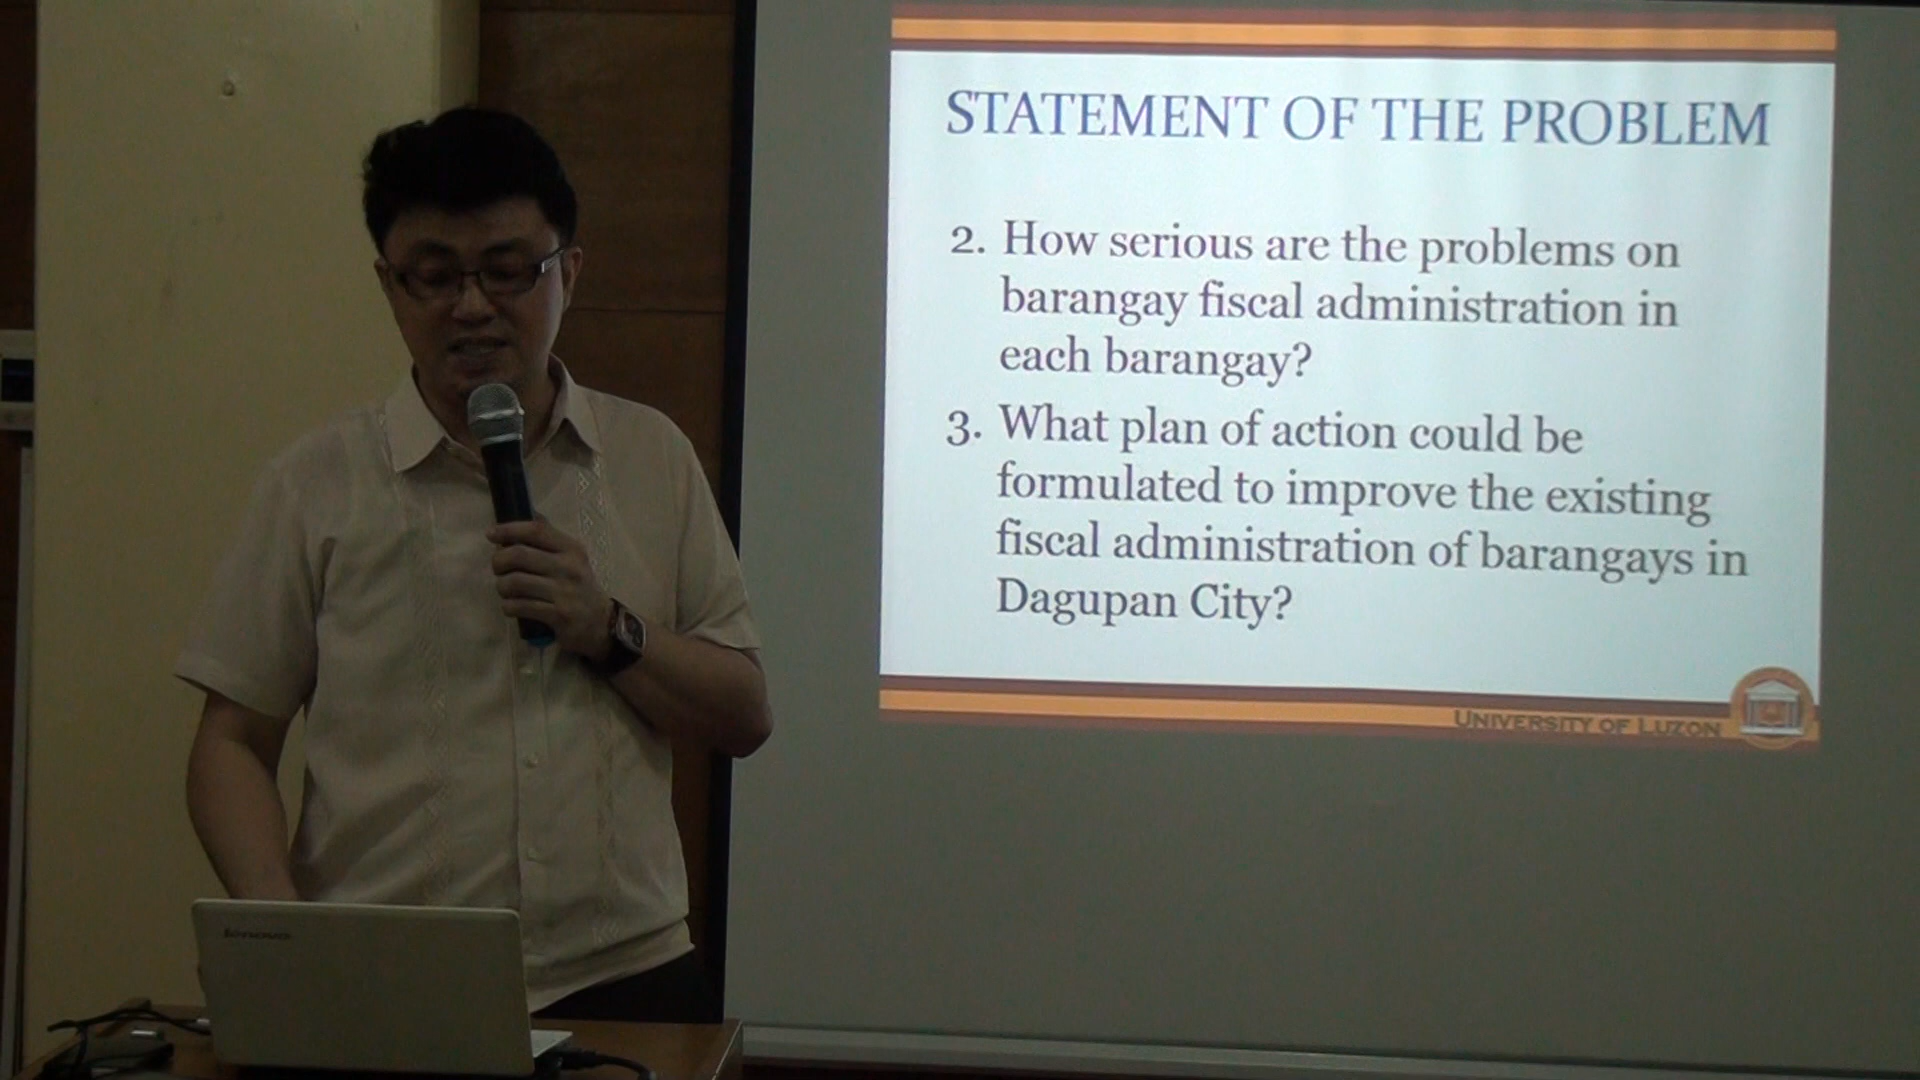 STATEMENT OF THE PROBLEM
2. How serious are the problems on
barangay fiscal administration in
each barangay?
3. What plan of action could be
formulated to improve the existing
fiscal administration of barangays in
Dagupan City?
UNIVERSITY OF LUZON
lenovo